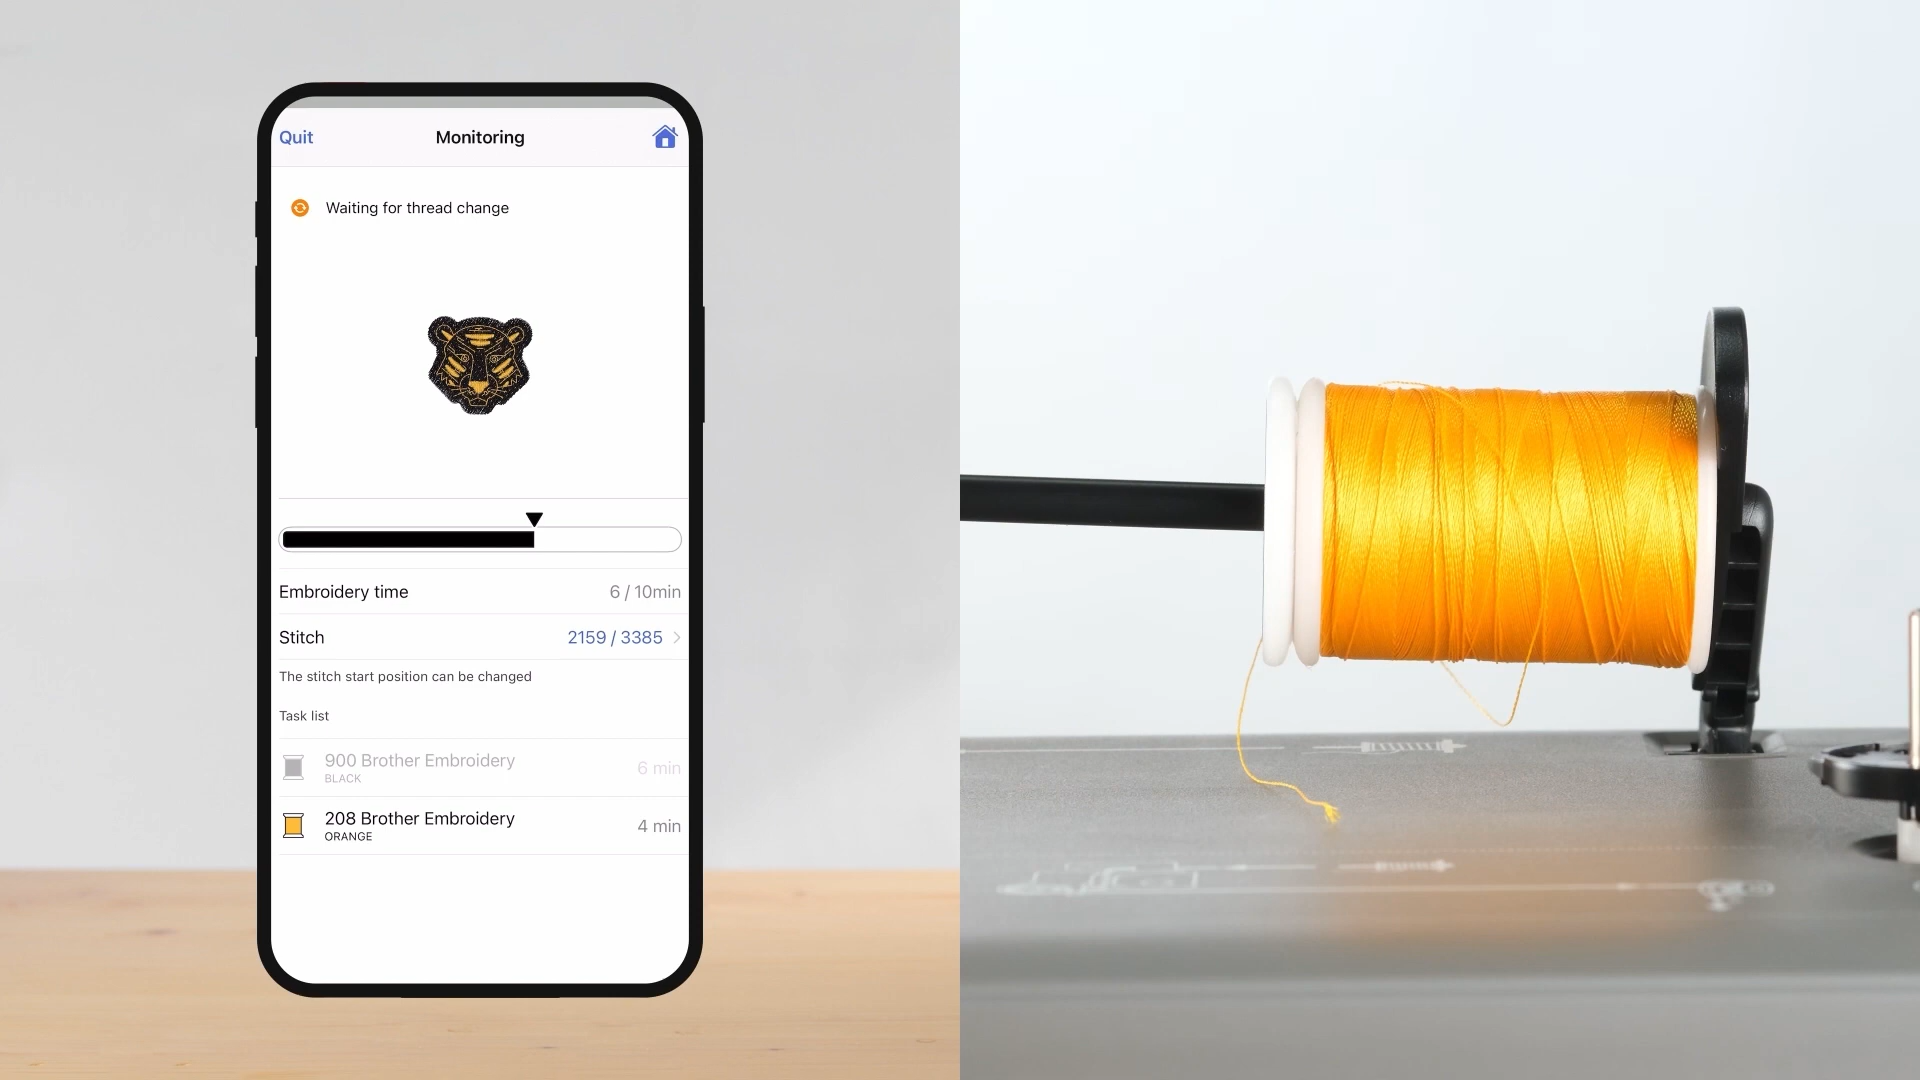 Quit
Monitoring
Waiting for thread change
Embroidery time
6 / 10min
Stitch
2159 / 3385
The stitch start position can be changed
Task list
900 Brother Embroidery
BLACK
6 min
208 Brother Embroidery
ORANGE
4 min